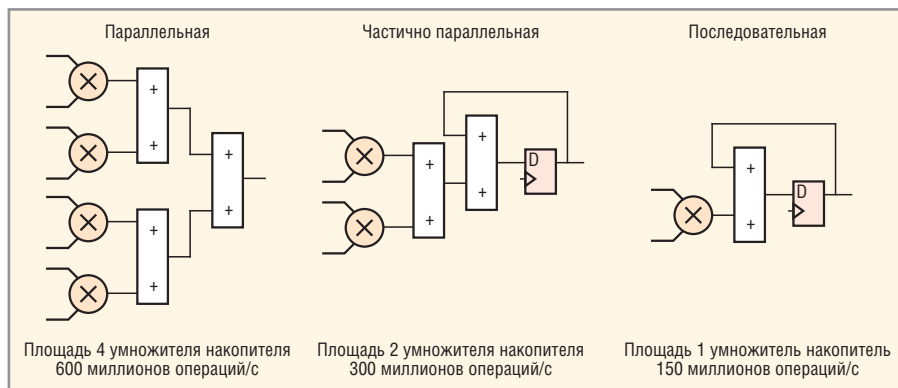 Параллельная
Частично параллельная
Последовательная
+
+
+
+
+
+
+
+
+
+
D
+
+
D
+
+
Площадь 4 умножителя накопителя
600 миллионов операций/с
Площадь 2 умножителя накопителя
300 миллионов операций/с
Площадь 1 умножитель накопитель
150 миллионов операций/с